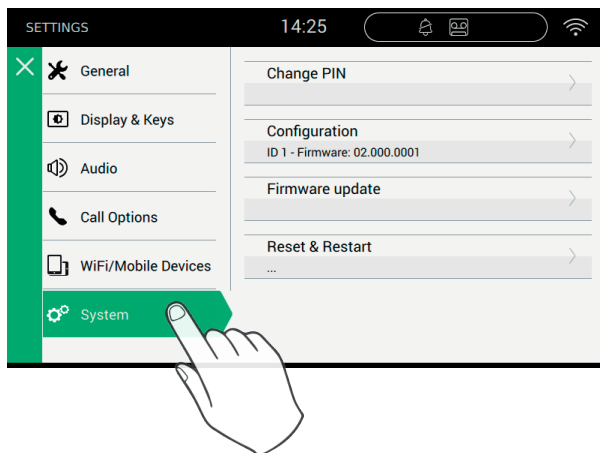 SETTINGS
14:25
General
Display & Keys
Audio
Call Options
WiFi/Mobile Devices
System
Change PIN
Configuration
ID 1 - Firmware: 02.000.0001
Firmware update
Reset & Restart
...